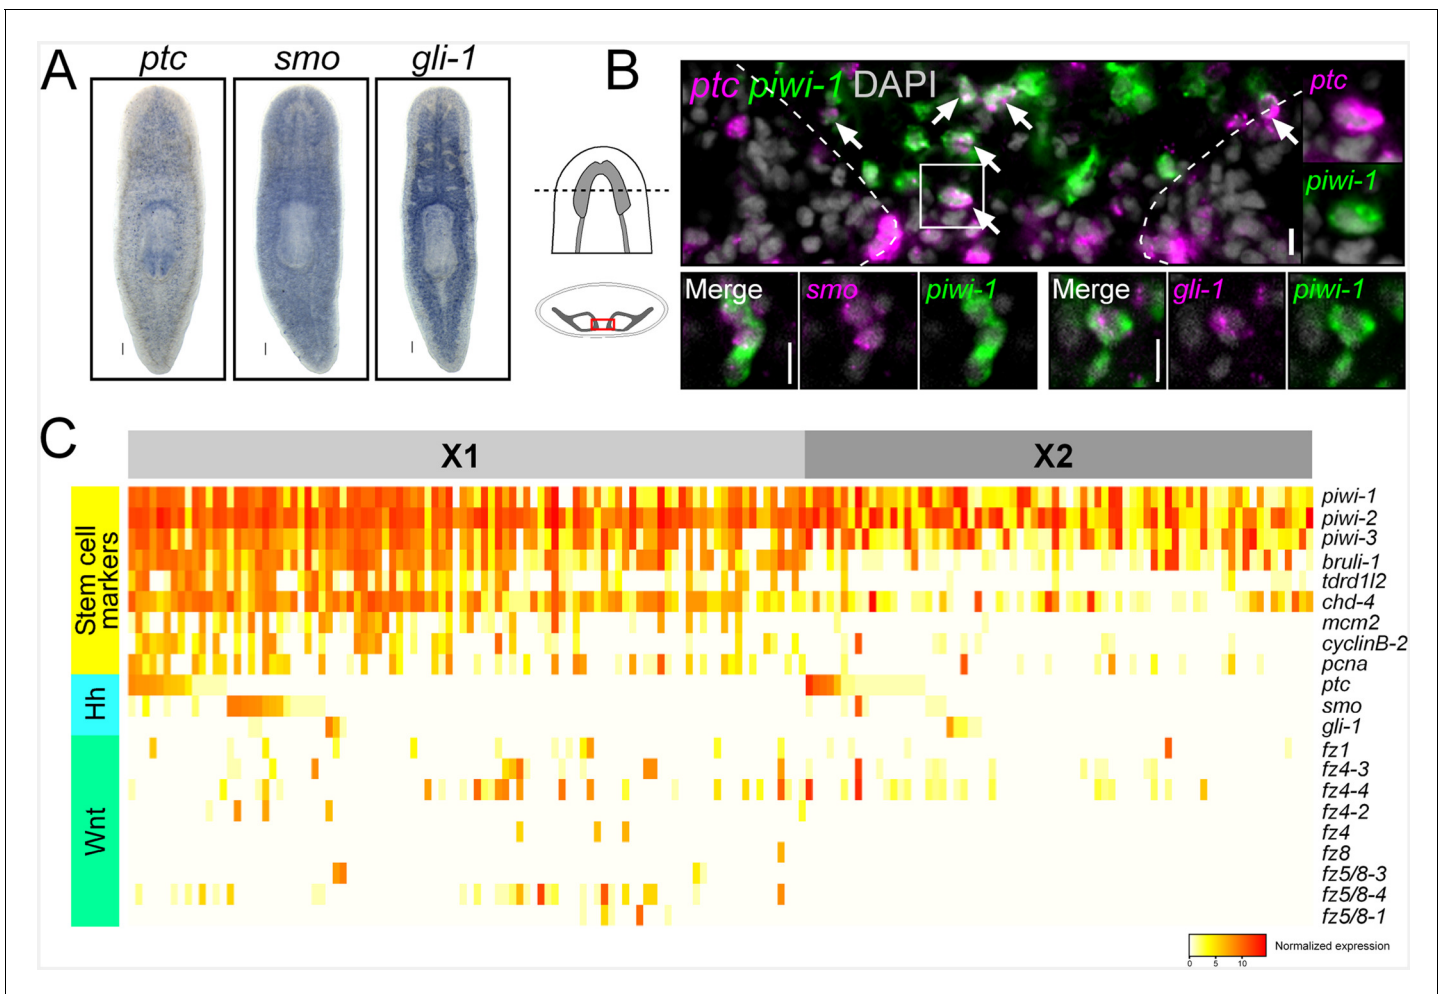 A
ptc
smo
gli-1
B
ptc piwi-1 DAPI
ptc
piwi-1
Merge
smo
piwi-1
Merge
gli-1
piwi-1
C
X1
X2
Stem cell
markers
Hh
Wnt
piwi-1
piwi-2
piwi-3
bruli-1
tdrd1l2
chd-4
mcm2
cyclinB-2
pcna
ptc
smo
gli-1
fz1
fz4-3
fz4-4
fz4-2
fz4
fz8
fz5/8-3
fz5/8-4
fz5/8-1
Normalized expression
0 5 10